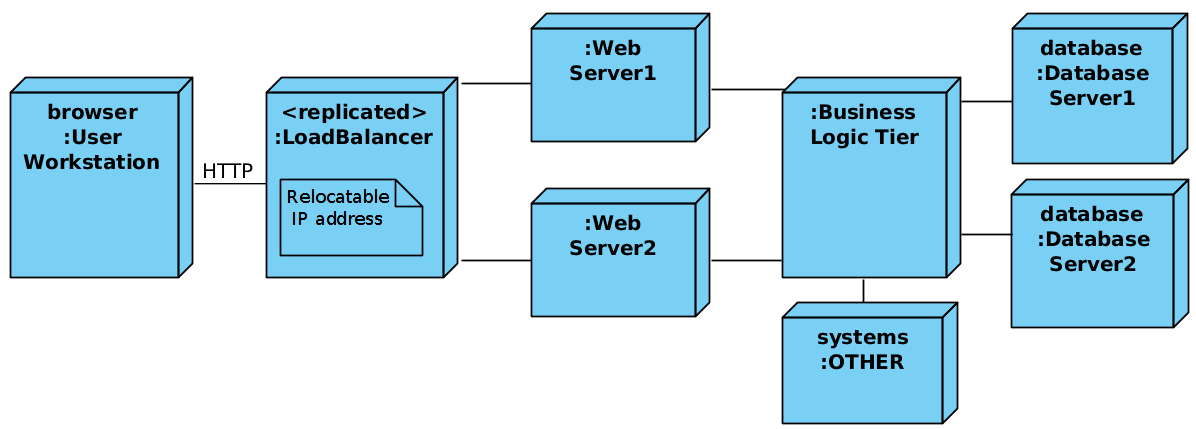 browser
:User
Workstation
HTTP
<replicated>
:LoadBalancer
Relocatable
IP address
:Web
Server1
:Web
Server2
:Business
Logic Tier
systems
:OTHER
database
:Database
Server1
database
:Database
Server2